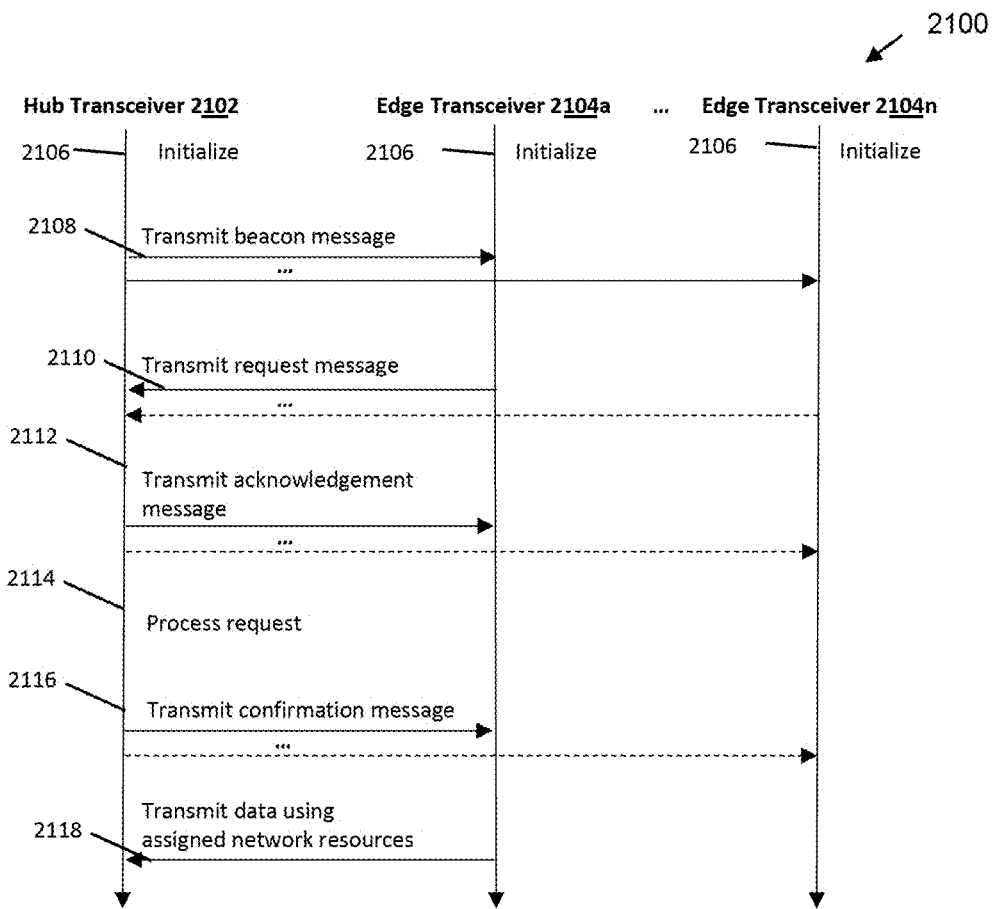 2100
Hub Transceiver 2102 Edge Transceiver 2104a ... Edge Transceiver 2104n
2106 Initialize 2106 Initialize 2106 Initialize
2108
Transmit beacon message
...
2110
Transmit request message
...
2112
Transmit acknowledgement
message
...
2114
Process request
2116
Transmit confirmation message
...
Transmit data using
2118 assigned network resources